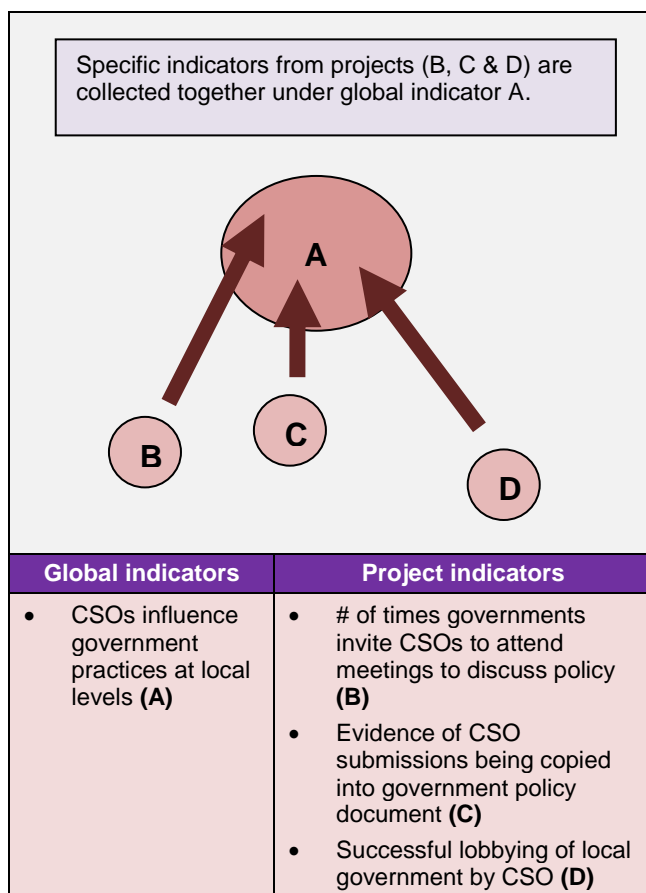 Specific indicators from projects (B, C & D) are
collected together under global indicator A.
A
B
C
D
Global indicators
Project indicators
• CSOs influence
government
practices at local
levels (A)
• # of times governments
invite CSOs to attend
meetings to discuss policy
(B)
• Evidence of CSO
submissions being copied
into government policy
document (C)
• Successful lobbying of local
government by CSO (D)